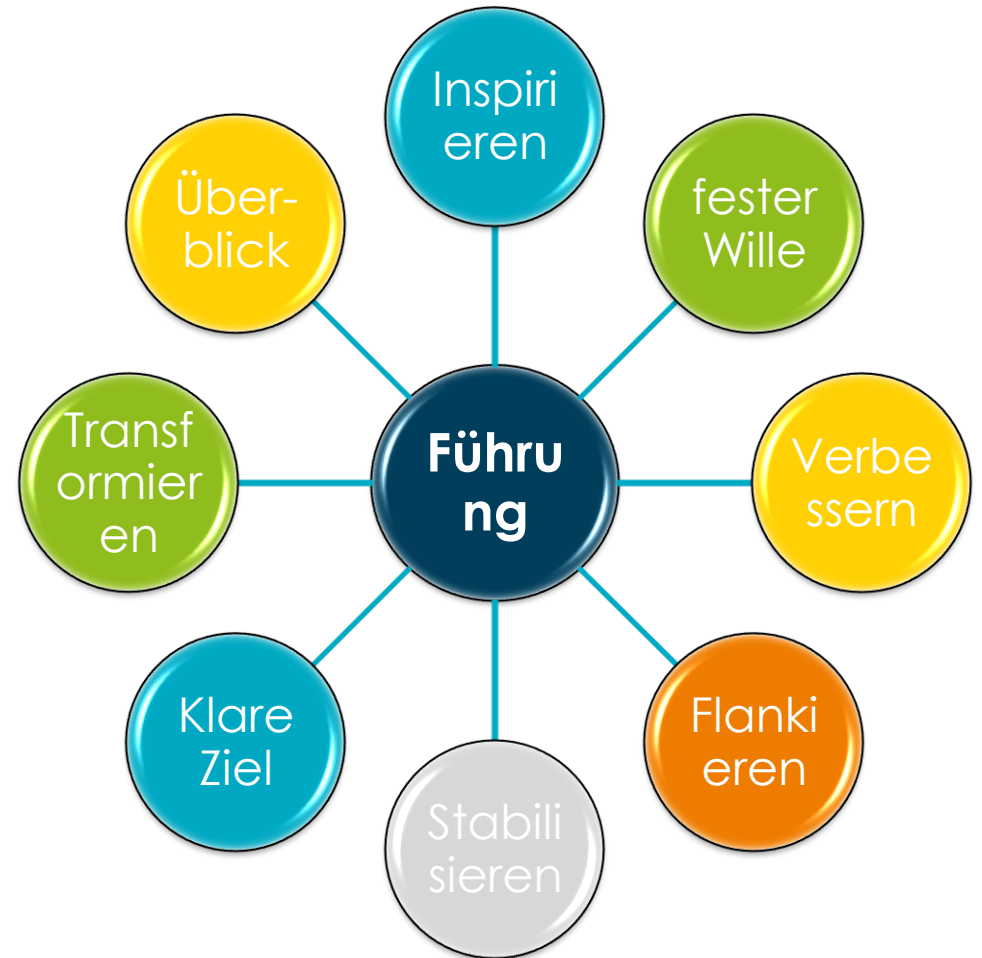 Inspiri
eren
Über-
blick
fester
Wille
Transf
ormier
en
Führu
ng
Verbe
ssern
Klare
Ziel
Flanki
eren
Stabili
sieren